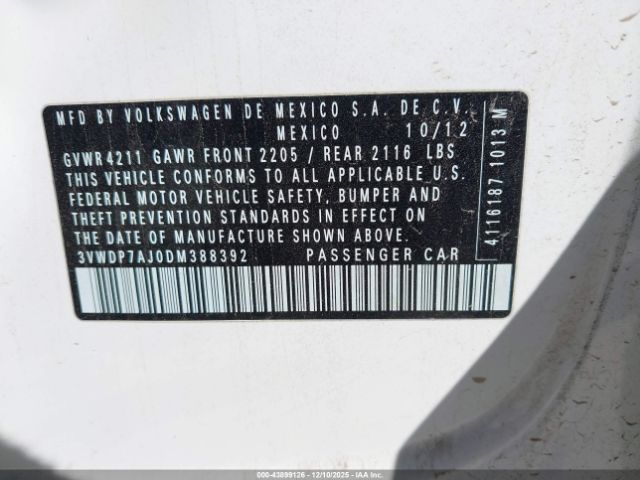 MFD BY VOLKSWAGEN DE MEXICO S.A. DE C.V.
MEXICO 10/12
GVWR 4211 GAWR FRONT 2205 / REAR 2116 LBS
THIS VEHICLE CONFORMS TO ALL APPLICABLE U.S.
FEDERAL MOTOR VEHICLE SAFETY, BUMPER AND
THEFT PREVENTION STANDARDS IN EFFECT ON
THE DATE OF MANUFACTURE SHOWN ABOVE.
3VWDP7AJ0DM388392 PASSENGER CAR
4116187 1013 M
000-43899126 - 12/10/2025 - © IAA Inc